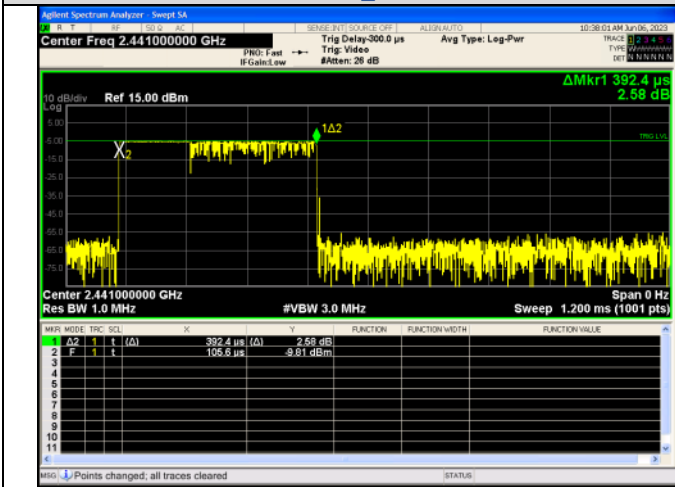 Agilent Spectrum Analyzer - Swept SA
R T RF 50 Ω AC SENSE:INT SOURCE OFF ALIGNAUTO 10:38:01 AM Jun 06, 2023
Center Freq 2.441000000 GHz
PNO: Fast
IFGain:Low
Trig Delay-300.0 µs
Trig: Video
#Atten: 26 dB
Avg Type: Log-Pwr
TRACE 1 2 3 4 5 6
TYPE
DET N N N N N N
ΔMkr1 392.4 µs
2.58 dB
10 dB/div Ref 15.00 dBm
Log
5.00
1Δ2
TRIG LVL
-5.00
X2
-15.0
-25.0
-35.0
-45.0
-55.0
-65.0
-75.0
Center 2.441000000 GHz Span 0 Hz
Res BW 1.0 MHz #VBW 3.0 MHz Sweep 1.200 ms (1001 pts)
MKR MODE TRC SCL X Y FUNCTION FUNCTION WIDTH FUNCTION VALUE
1 Δ2 1 t (Δ) 392.4 µs (Δ) 2.58 dB
2 F 1 t 105.6 µs -9.81 dBm
3
4
5
6
7
8
9
10
11
MSG Points changed; all traces cleared STATUS